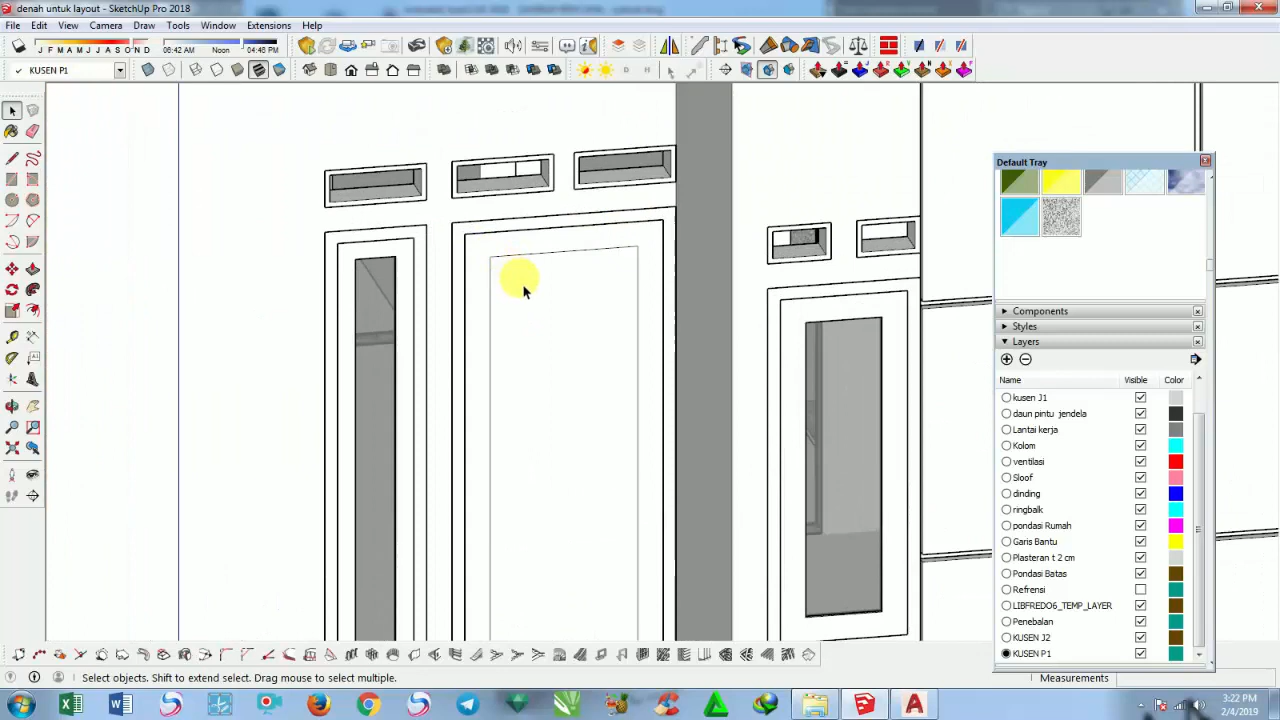 denah untuk layout - SketchUp Pro 2018
File Edit View Camera Draw Tools Window Extensions Help
J F M A M J J A S O N D 08:42 AM Noon 04:48 PM
KUSEN P1
Default Tray
Components
Styles
Layers
Name Visible Color
kusen J1
daun pintu jendela
Lantai kerja
Kolom
ventilasi
Sloof
dinding
ringbalk
pondasi Rumah
Garis Bantu
Plasteran t 2 cm
Pondasi Batas
Refrensi
LIBFREDO6_TEMP_LAYER
Penebalan
KUSEN J2
KUSEN P1
Select objects. Shift to extend select. Drag mouse to select multiple.
Measurements
3:22 PM
2/4/2019